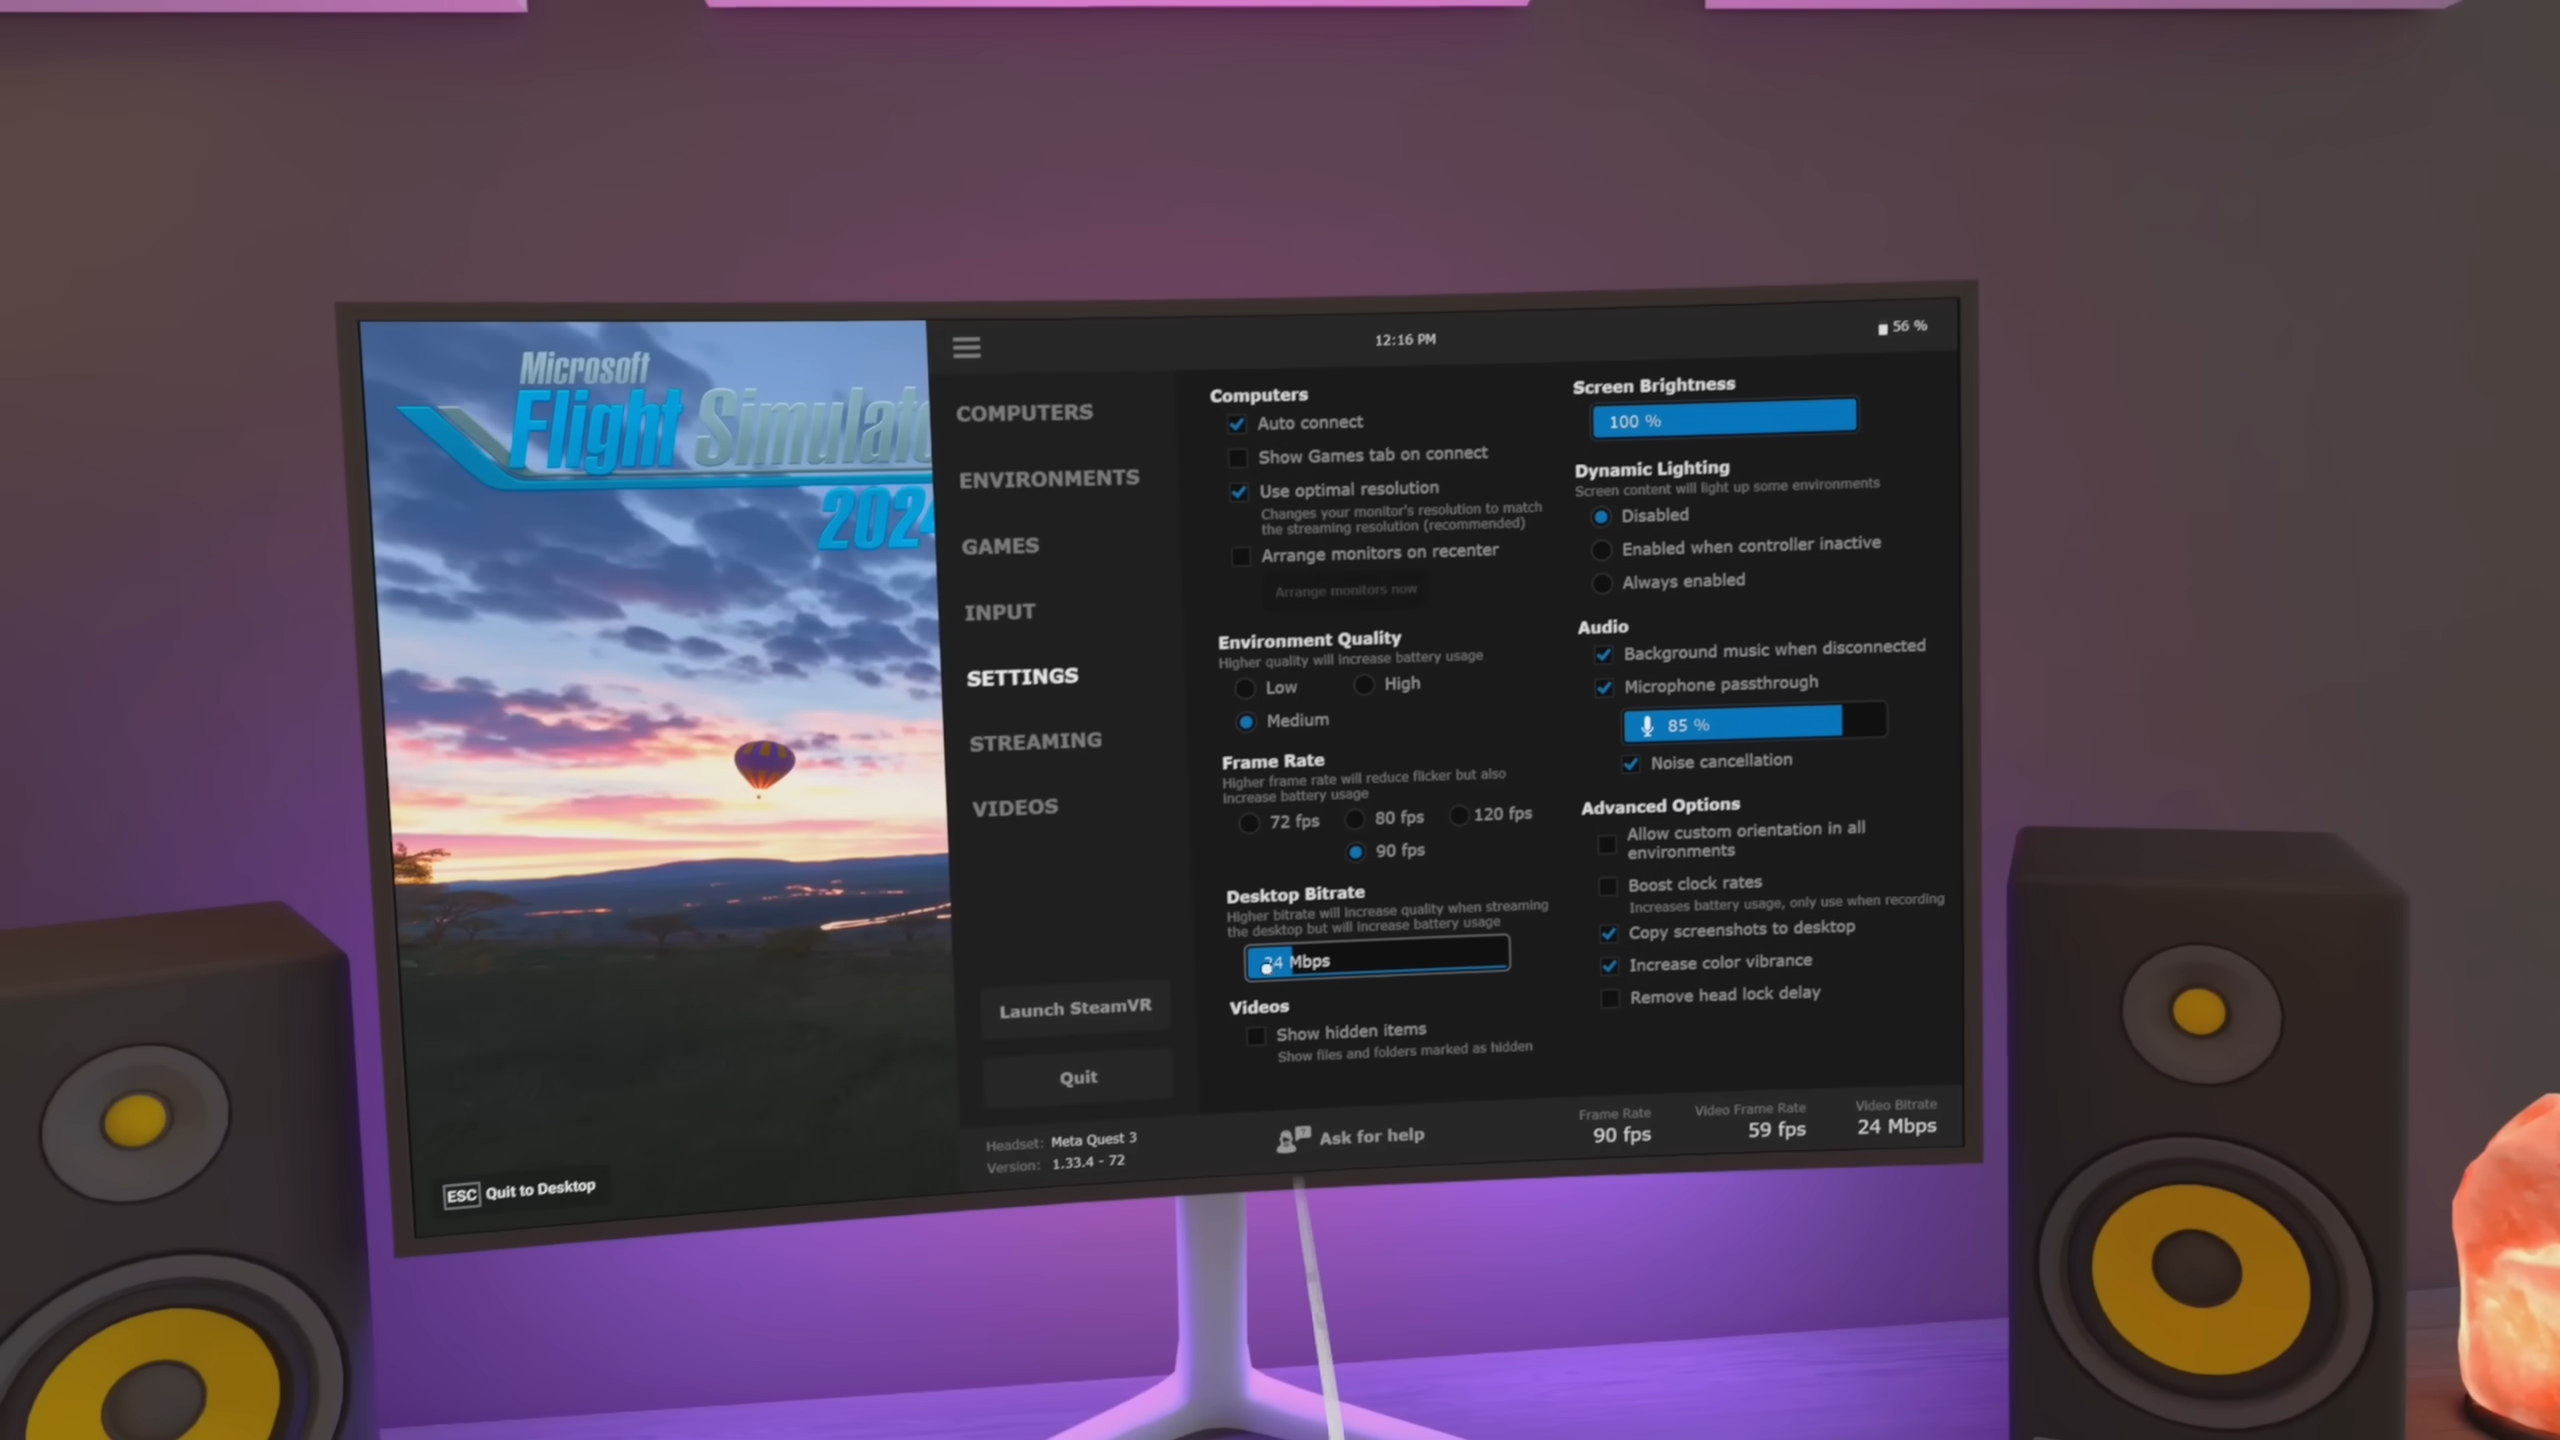 Microsoft
Flight Simulato
2024
ESC Quit to Desktop
12:16 PM
56 %
COMPUTERS
ENVIRONMENTS
GAMES
INPUT
SETTINGS
STREAMING
VIDEOS
Launch SteamVR
Quit
Computers
Auto connect
Show Games tab on connect
Use optimal resolution
Changes your monitor's resolution to match
the streaming resolution (recommended)
Arrange monitors on recenter
Arrange monitors now
Environment Quality
Higher quality will increase battery usage
Low
High
Medium
Frame Rate
Higher frame rate will reduce flicker but also
increase battery usage
72 fps
80 fps
120 fps
90 fps
Desktop Bitrate
Higher bitrate will increase quality when streaming
the desktop but will increase battery usage
24 Mbps
Videos
Show hidden items
Show files and folders marked as hidden
Screen Brightness
100 %
Dynamic Lighting
Screen content will light up some environments
Disabled
Enabled when controller inactive
Always enabled
Audio
Background music when disconnected
Microphone passthrough
85 %
Noise cancellation
Advanced Options
Allow custom orientation in all
environments
Boost clock rates
Increases battery usage, only use when recording
Copy screenshots to desktop
Increase color vibrance
Remove head lock delay
Headset: Meta Quest 3
Version: 1.33.4 - 72
Ask for help
Frame Rate
90 fps
Video Frame Rate
59 fps
Video Bitrate
24 Mbps